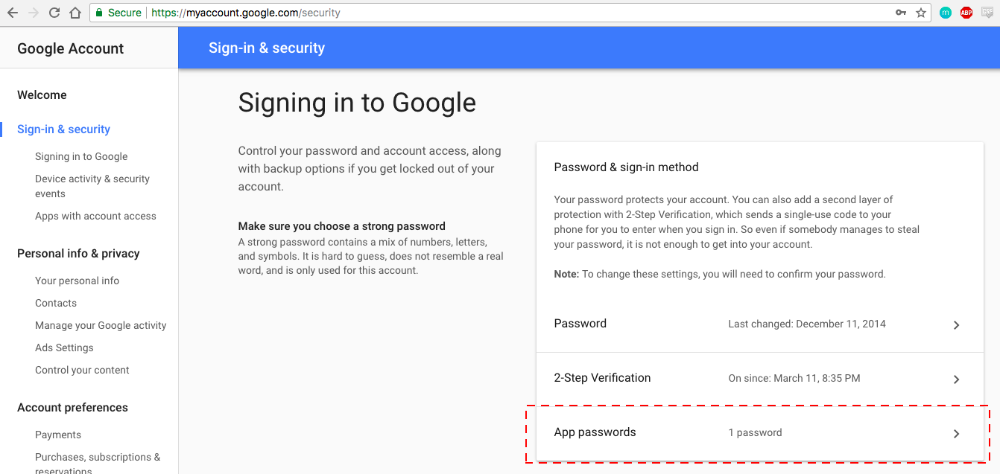 Secure https://myaccount.google.com/security
m
ABP
CSS
Google Account
Sign-in & security
Welcome
Sign-in & security
Signing in to Google
Device activity & security
events
Apps with account access
Personal info & privacy
Your personal info
Contacts
Manage your Google activity
Ads Settings
Control your content
Account preferences
Payments
Purchases, subscriptions &
reservations
Signing in to Google
Control your password and account access, along
with backup options if you get locked out of your
account.
Make sure you choose a strong password
A strong password contains a mix of numbers, letters,
and symbols. It is hard to guess, does not resemble a real
word, and is only used for this account.
Password & sign-in method
Your password protects your account. You can also add a second layer of
protection with 2-Step Verification, which sends a single-use code to your
phone for you to enter when you sign in. So even if somebody manages to steal
your password, it is not enough to get into your account.
Note: To change these settings, you will need to confirm your password.
Password Last changed: December 11, 2014
2-Step Verification On since: March 11, 8:35 PM
App passwords 1 password